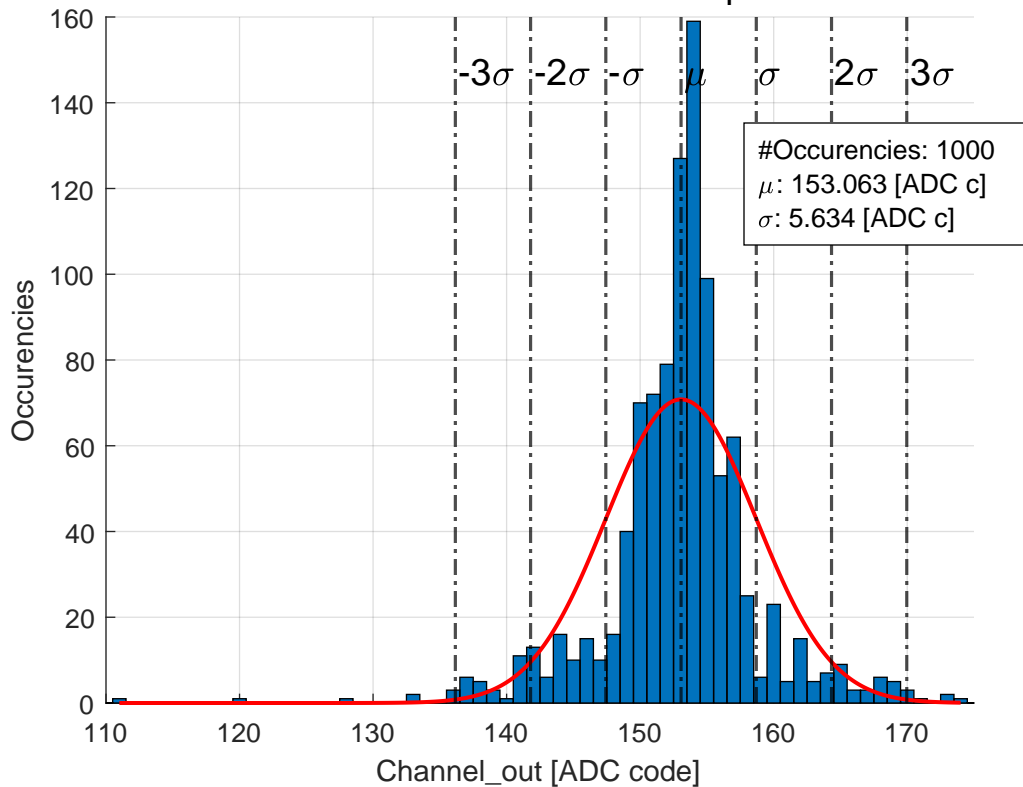 160
140
120
100
80
60
40
20
0
Occurencies
-3σ -2σ -σ μ σ 2σ 3σ
#Occurencies: 1000
μ: 153.063 [ADC c]
σ: 5.634 [ADC c]
110 120 130 140 150 160 170
Channel_out [ADC code]